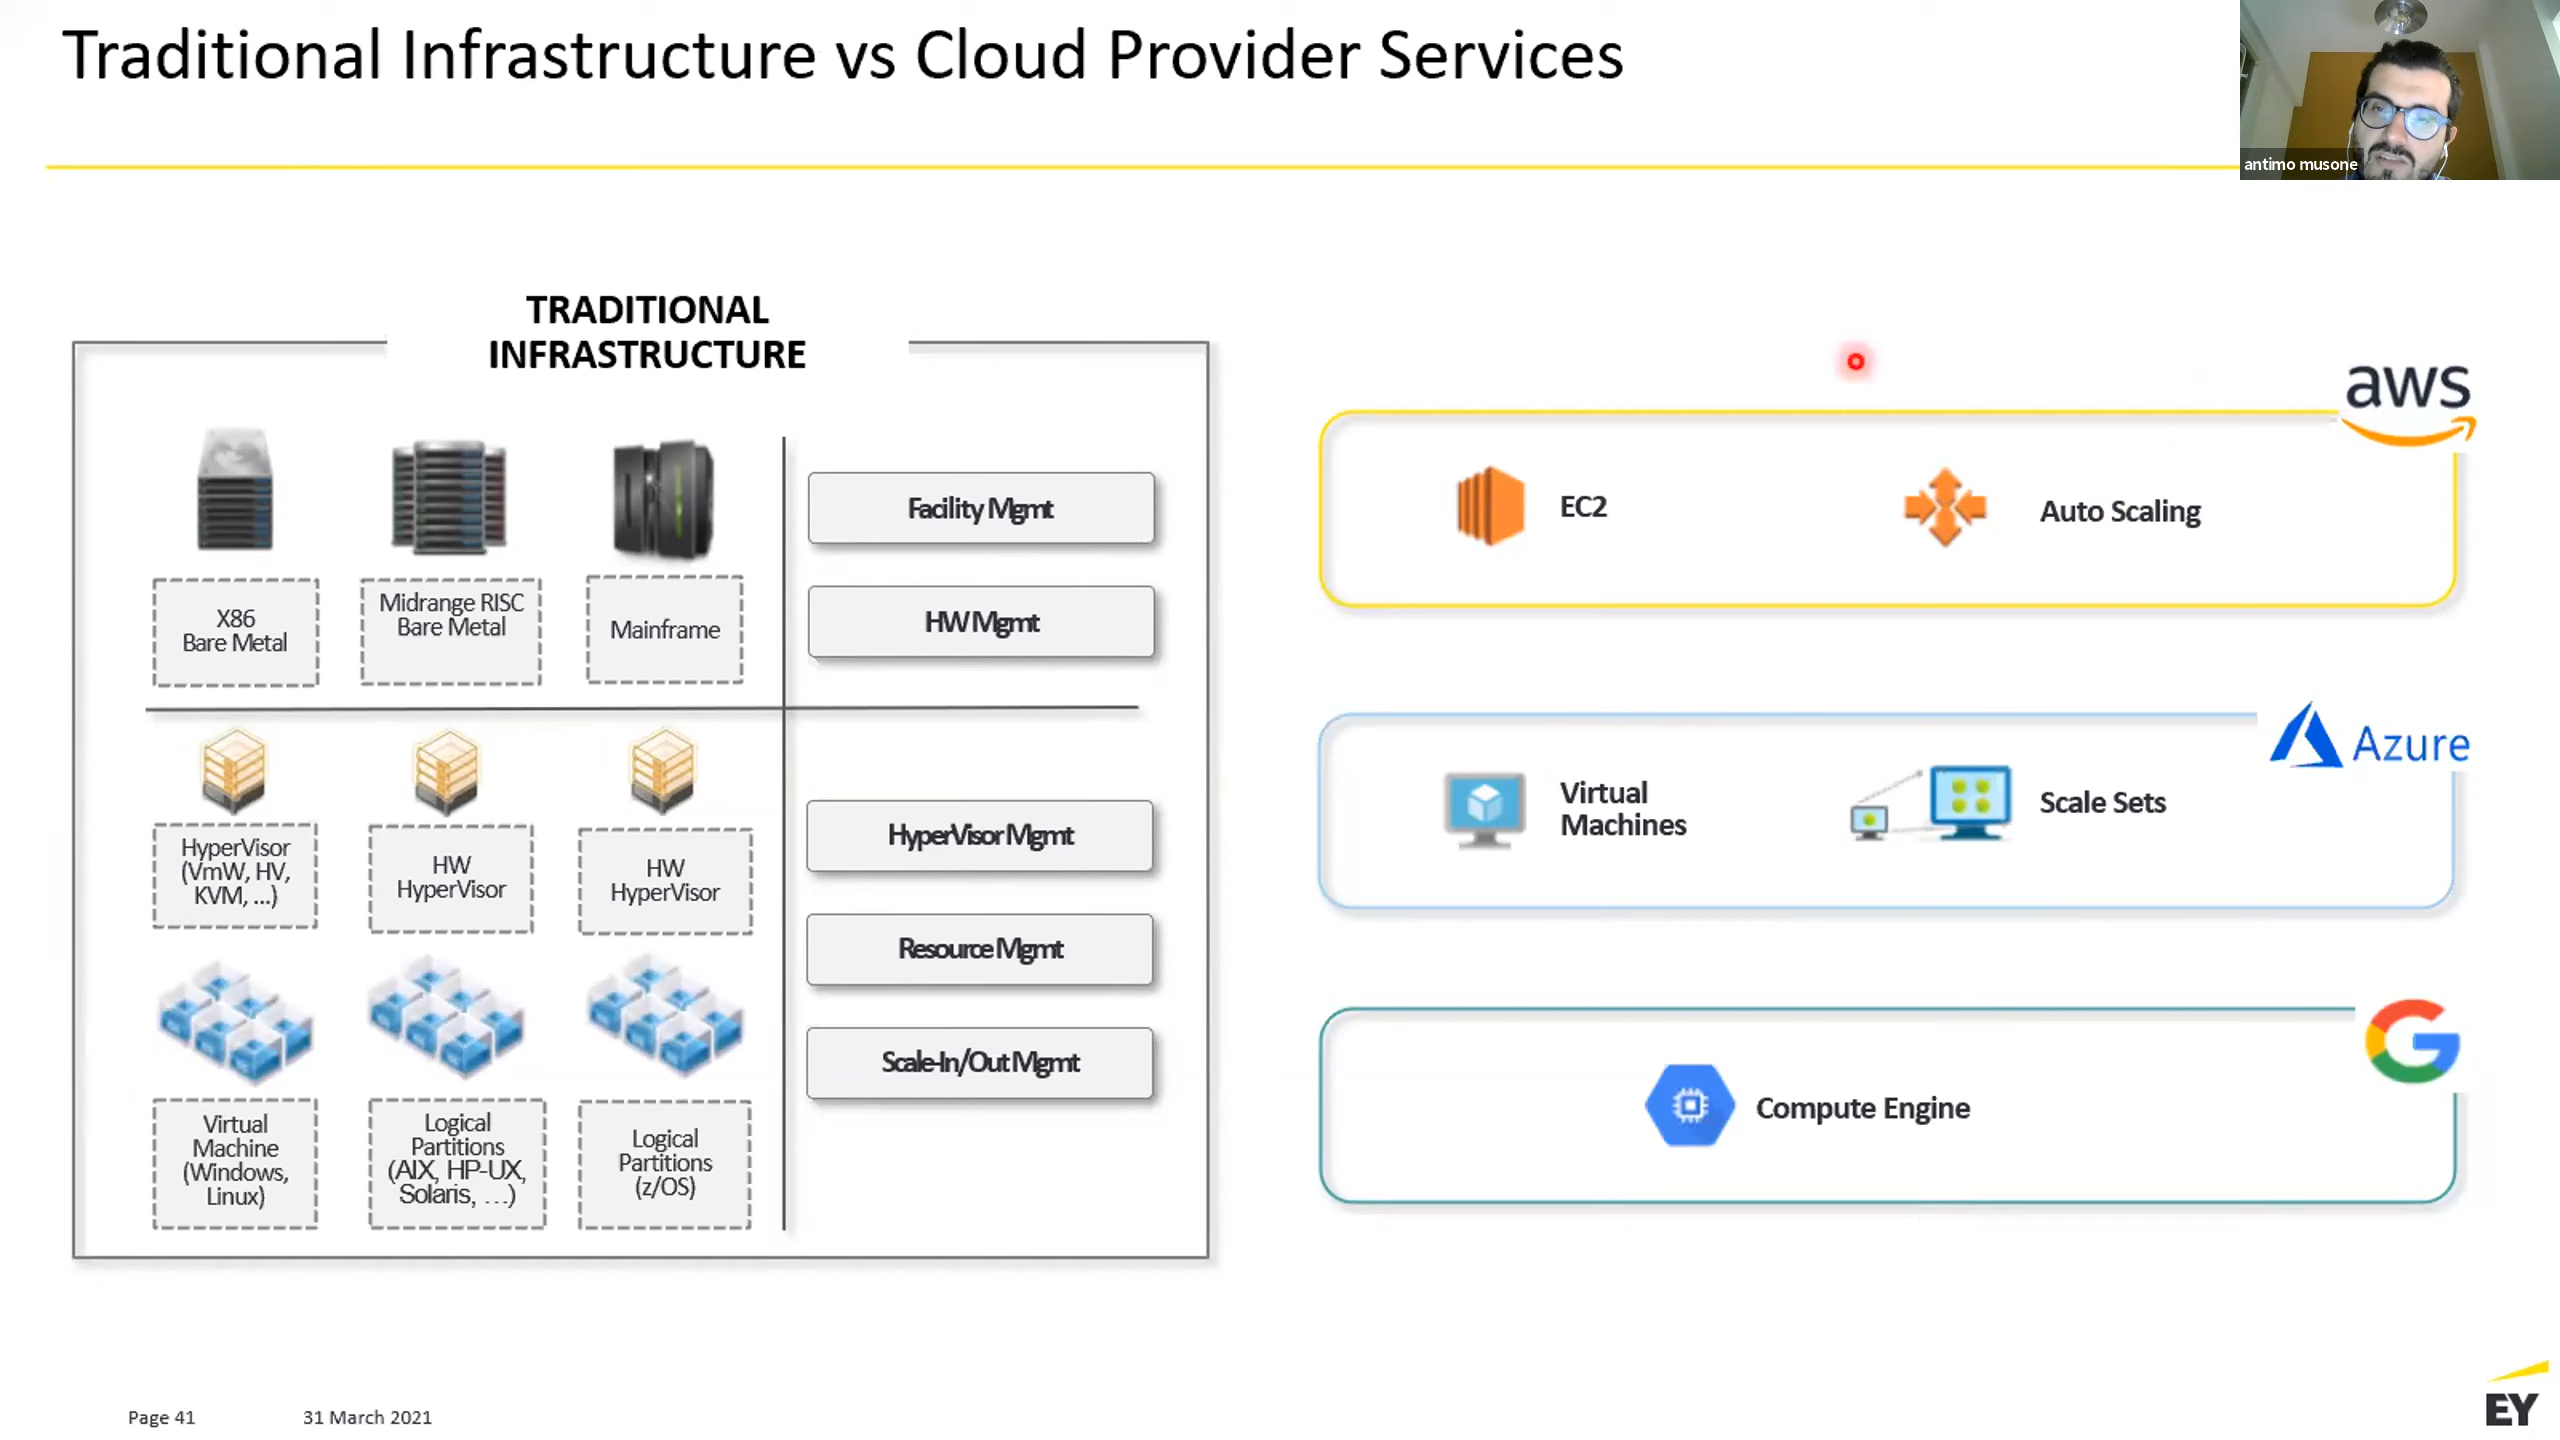 Traditional Infrastructure vs Cloud Provider Services
antimo musone
TRADITIONAL
INFRASTRUCTURE
X86
Bare Metal
Midrange RISC
Bare Metal
Mainframe
Facility Mgmt
HW Mgmt
HyperVisor
(VmW, HV,
KVM, ...)
HW
HyperVisor
HW
HyperVisor
Virtual
Machine
(Windows,
Linux)
Logical
Partitions
(AIX, HP-UX,
Solaris, ...)
Logical
Partitions
(z/OS)
HyperVisor Mgmt
Resource Mgmt
Scale-In/Out Mgmt
aws
EC2
Auto Scaling
Azure
Virtual
Machines
Scale Sets
G
Compute Engine
Page 41
31 March 2021
EY